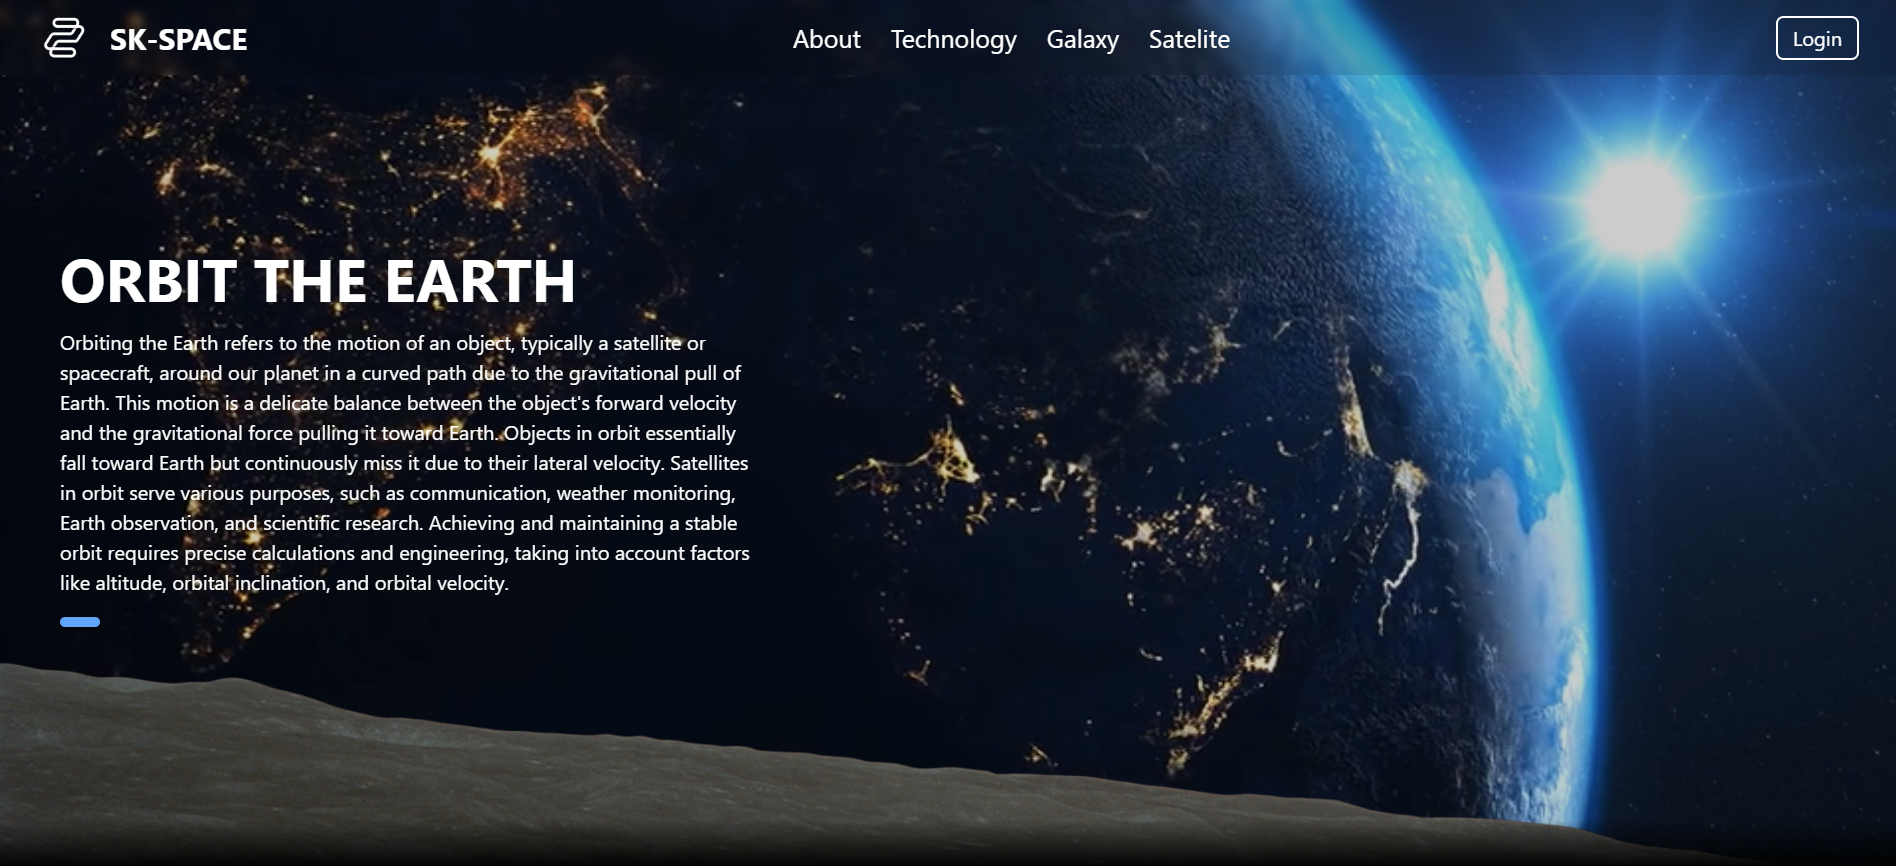 SK-SPACE
About Technology Galaxy Satelite
Login
ORBIT THE EARTH
Orbiting the Earth refers to the motion of an object, typically a satellite or
spacecraft, around our planet in a curved path due to the gravitational pull of
Earth. This motion is a delicate balance between the object's forward velocity
and the gravitational force pulling it toward Earth. Objects in orbit essentially
fall toward Earth but continuously miss it due to their lateral velocity. Satellites
in orbit serve various purposes, such as communication, weather monitoring,
Earth observation, and scientific research. Achieving and maintaining a stable
orbit requires precise calculations and engineering, taking into account factors
like altitude, orbital inclination, and orbital velocity.